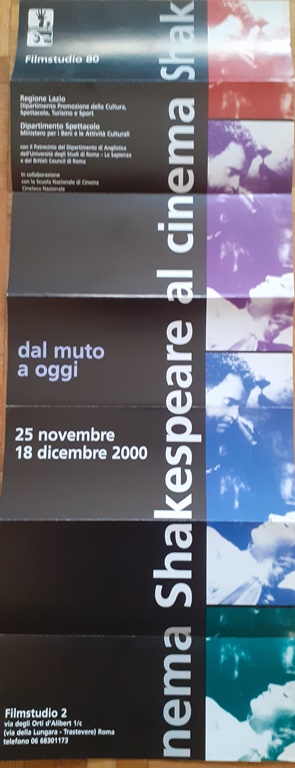 Filmstudio 80
Regione Lazio
Dipartimento Promozione della Cultura,
Spettacolo, Turismo e Sport
Dipartimento Spettacolo
Ministero per i Beni e le Attività Culturali
con il Patrocinio del Dipartimento di Anglistica
dell'Università degli Studi di Roma - La Sapienza
e del British Council di Roma
In collaborazione
con la Scuola Nazionale di Cinema
Cineteca Nazionale
nema Shakespeare al cinema Shak
dal muto
a oggi
25 novembre
18 dicembre 2000
Filmstudio 2
via degli Orti d'Alibert 1/c
(via della Lungara - Trastevere) Roma
telefono 06 68301173